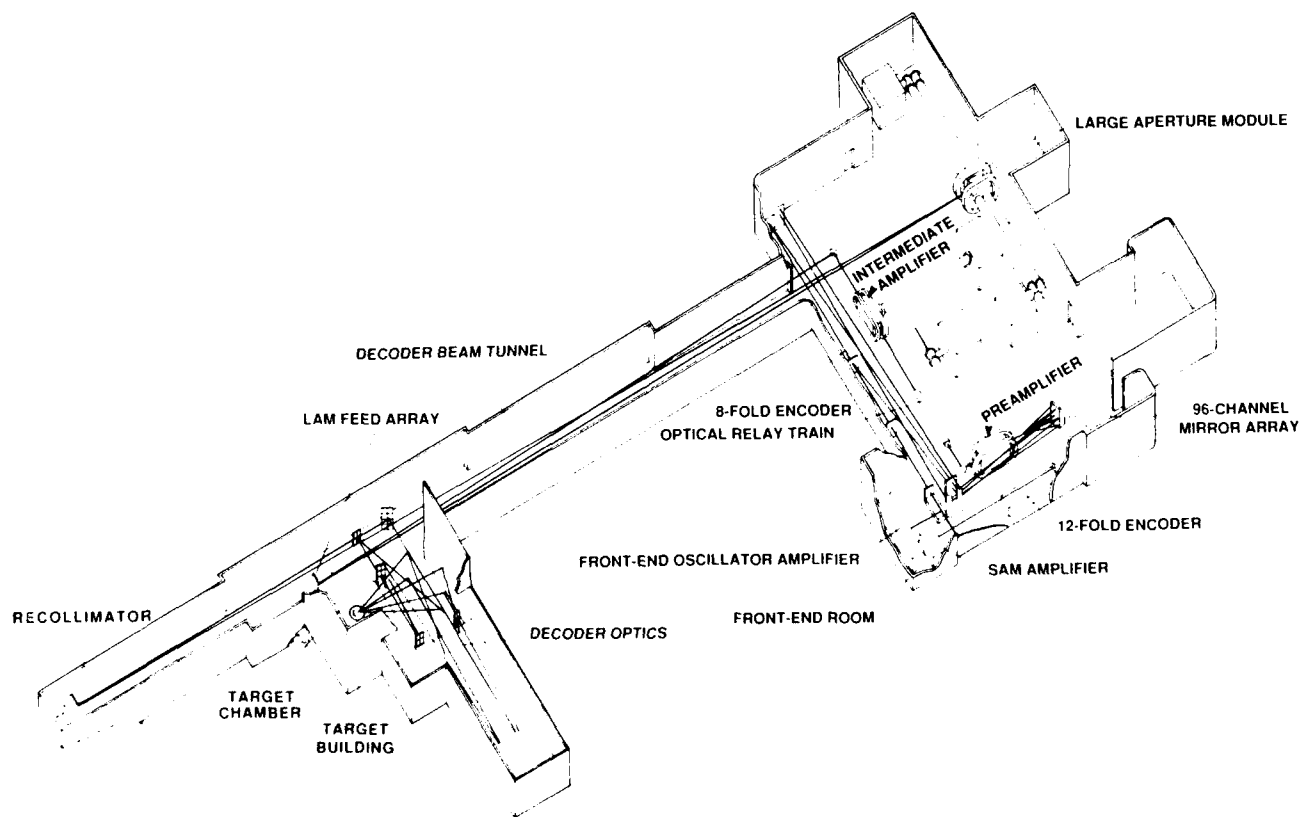 LARGE APERTURE MODULE
INTERMEDIATE
AMPLIFIER
DECODER BEAM TUNNEL
LAM FEED ARRAY
8-FOLD ENCODER
OPTICAL RELAY TRAIN
PREAMPLIFIER
96-CHANNEL
MIRROR ARRAY
12-FOLD ENCODER
FRONT-END OSCILLATOR AMPLIFIER
SAM AMPLIFIER
RECOLLIMATOR
FRONT-END ROOM
DECODER OPTICS
TARGET
CHAMBER
TARGET
BUILDING